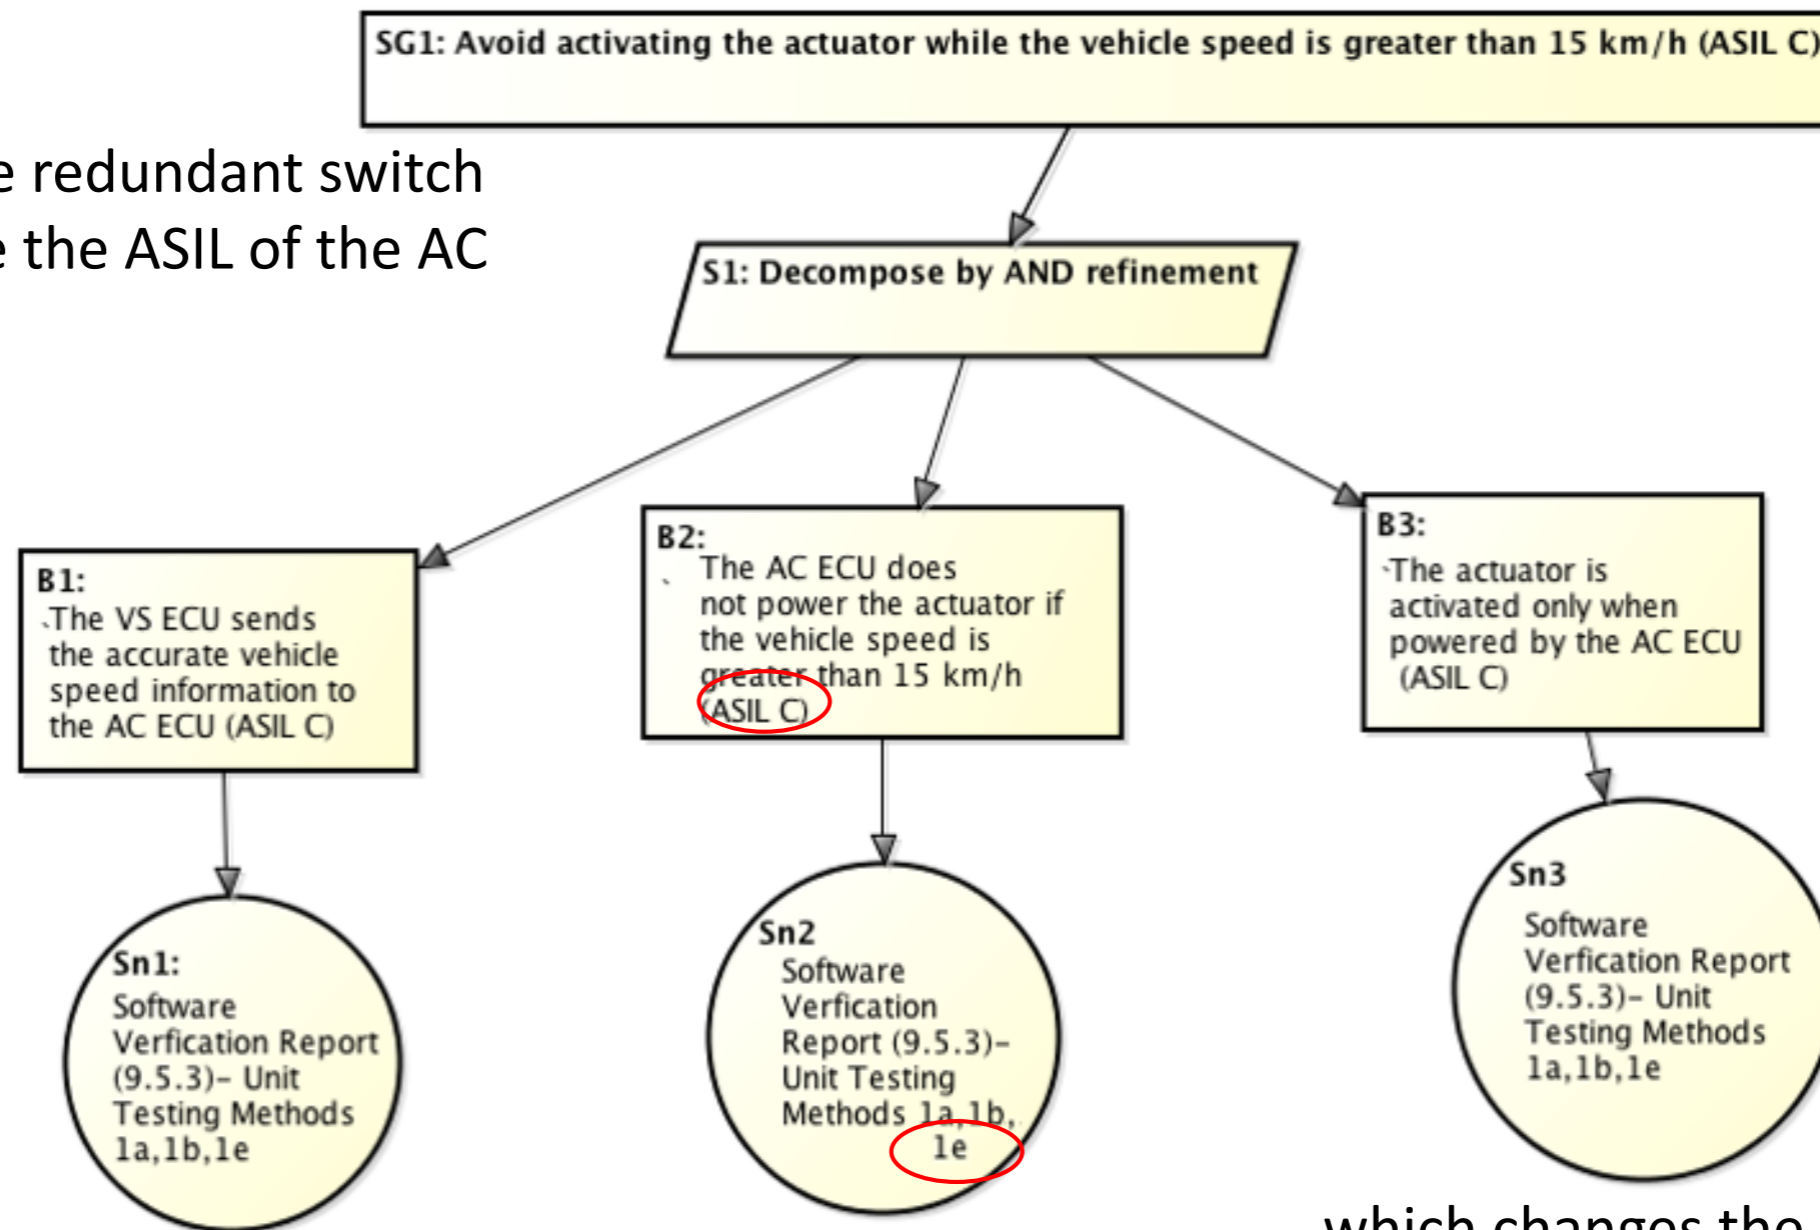 SG1: Avoid activating the actuator while the vehicle speed is greater than 15 km/h (ASIL C)
e redundant switch
e the ASIL of the AC
S1: Decompose by AND refinement
B1:
`The VS ECU sends
the accurate vehicle
speed information to
the AC ECU (ASIL C)
B2:
` The AC ECU does
not power the actuator if
the vehicle speed is
greater than 15 km/h
(ASIL C)
B3:
`The actuator is
activated only when
powered by the AC ECU
(ASIL C)
Sn1:
Software
Verfication Report
(9.5.3)– Unit
Testing Methods
1a,1b,1e
Sn2
Software
Verfication
Report (9.5.3)–
Unit Testing
Methods 1a,1b,
1e
Sn3
Software
Verfication Report
(9.5.3)– Unit
Testing Methods
1a,1b,1e
which changes the